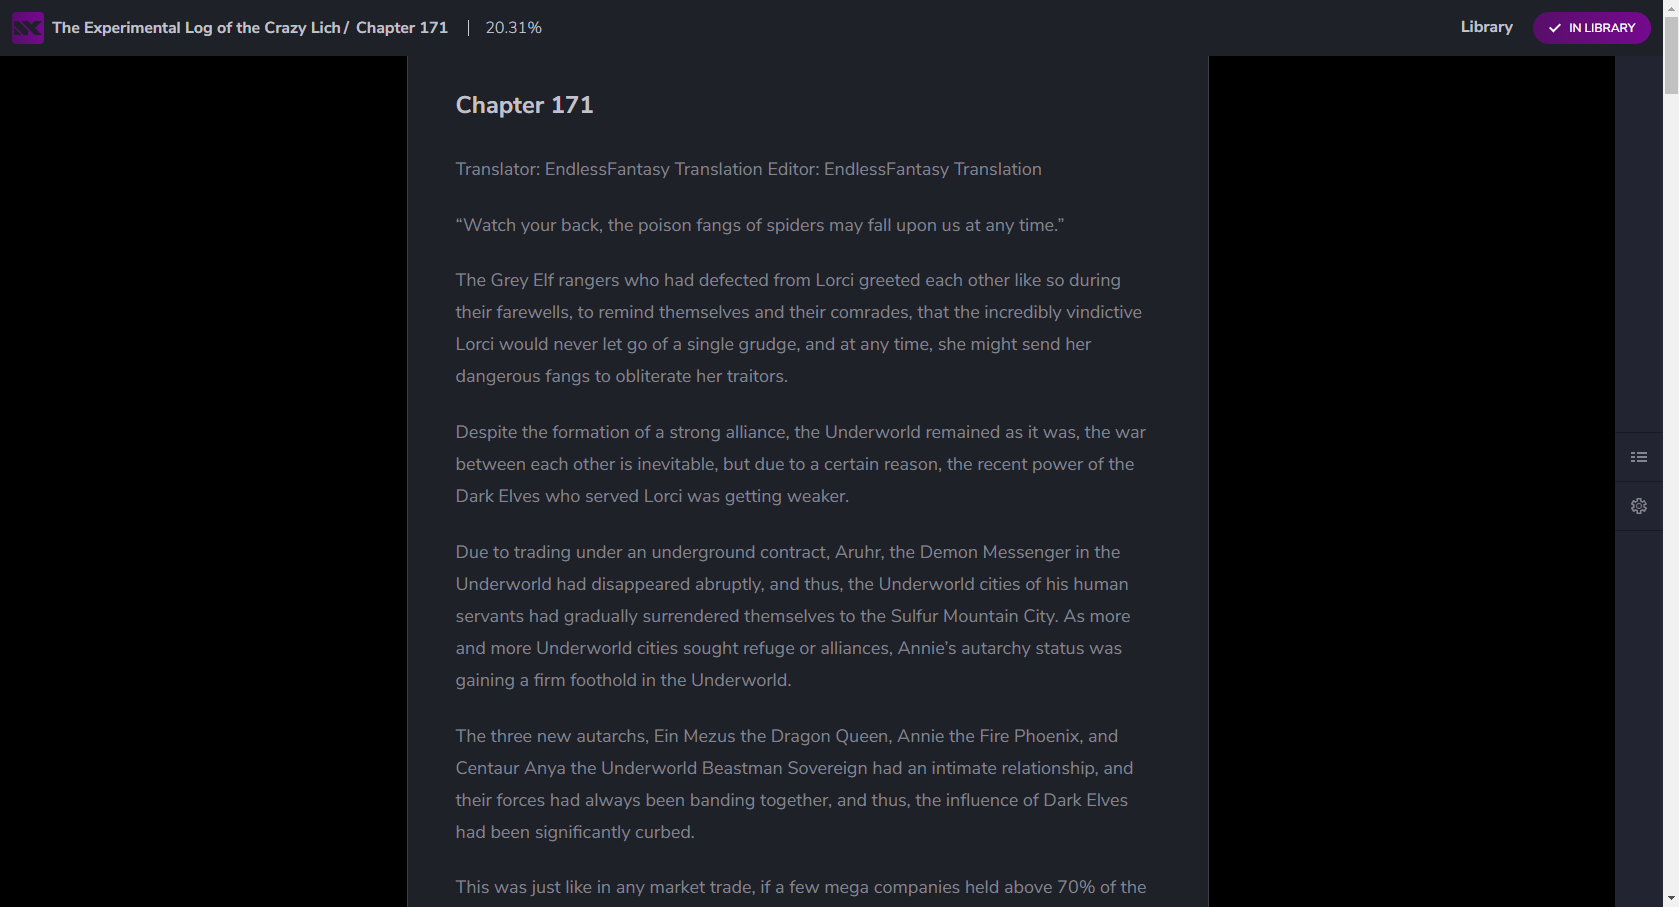 The Experimental Log of the Crazy Lich / Chapter 171 | 20.31%
Library
IN LIBRARY
Chapter 171
Translator: EndlessFantasy Translation Editor: EndlessFantasy Translation
“Watch your back, the poison fangs of spiders may fall upon us at any time.”
The Grey Elf rangers who had defected from Lorci greeted each other like so during
their farewells, to remind themselves and their comrades, that the incredibly vindictive
Lorci would never let go of a single grudge, and at any time, she might send her
dangerous fangs to obliterate her traitors.
Despite the formation of a strong alliance, the Underworld remained as it was, the war
between each other is inevitable, but due to a certain reason, the recent power of the
Dark Elves who served Lorci was getting weaker.
Due to trading under an underground contract, Aruhr, the Demon Messenger in the
Underworld had disappeared abruptly, and thus, the Underworld cities of his human
servants had gradually surrendered themselves to the Sulfur Mountain City. As more
and more Underworld cities sought refuge or alliances, Annie’s autarchy status was
gaining a firm foothold in the Underworld.
The three new autarchs, Ein Mezus the Dragon Queen, Annie the Fire Phoenix, and
Centaur Anya the Underworld Beastman Sovereign had an intimate relationship, and
their forces had always been banding together, and thus, the influence of Dark Elves
had been significantly curbed.
This was just like in any market trade, if a few mega companies held above 70% of the